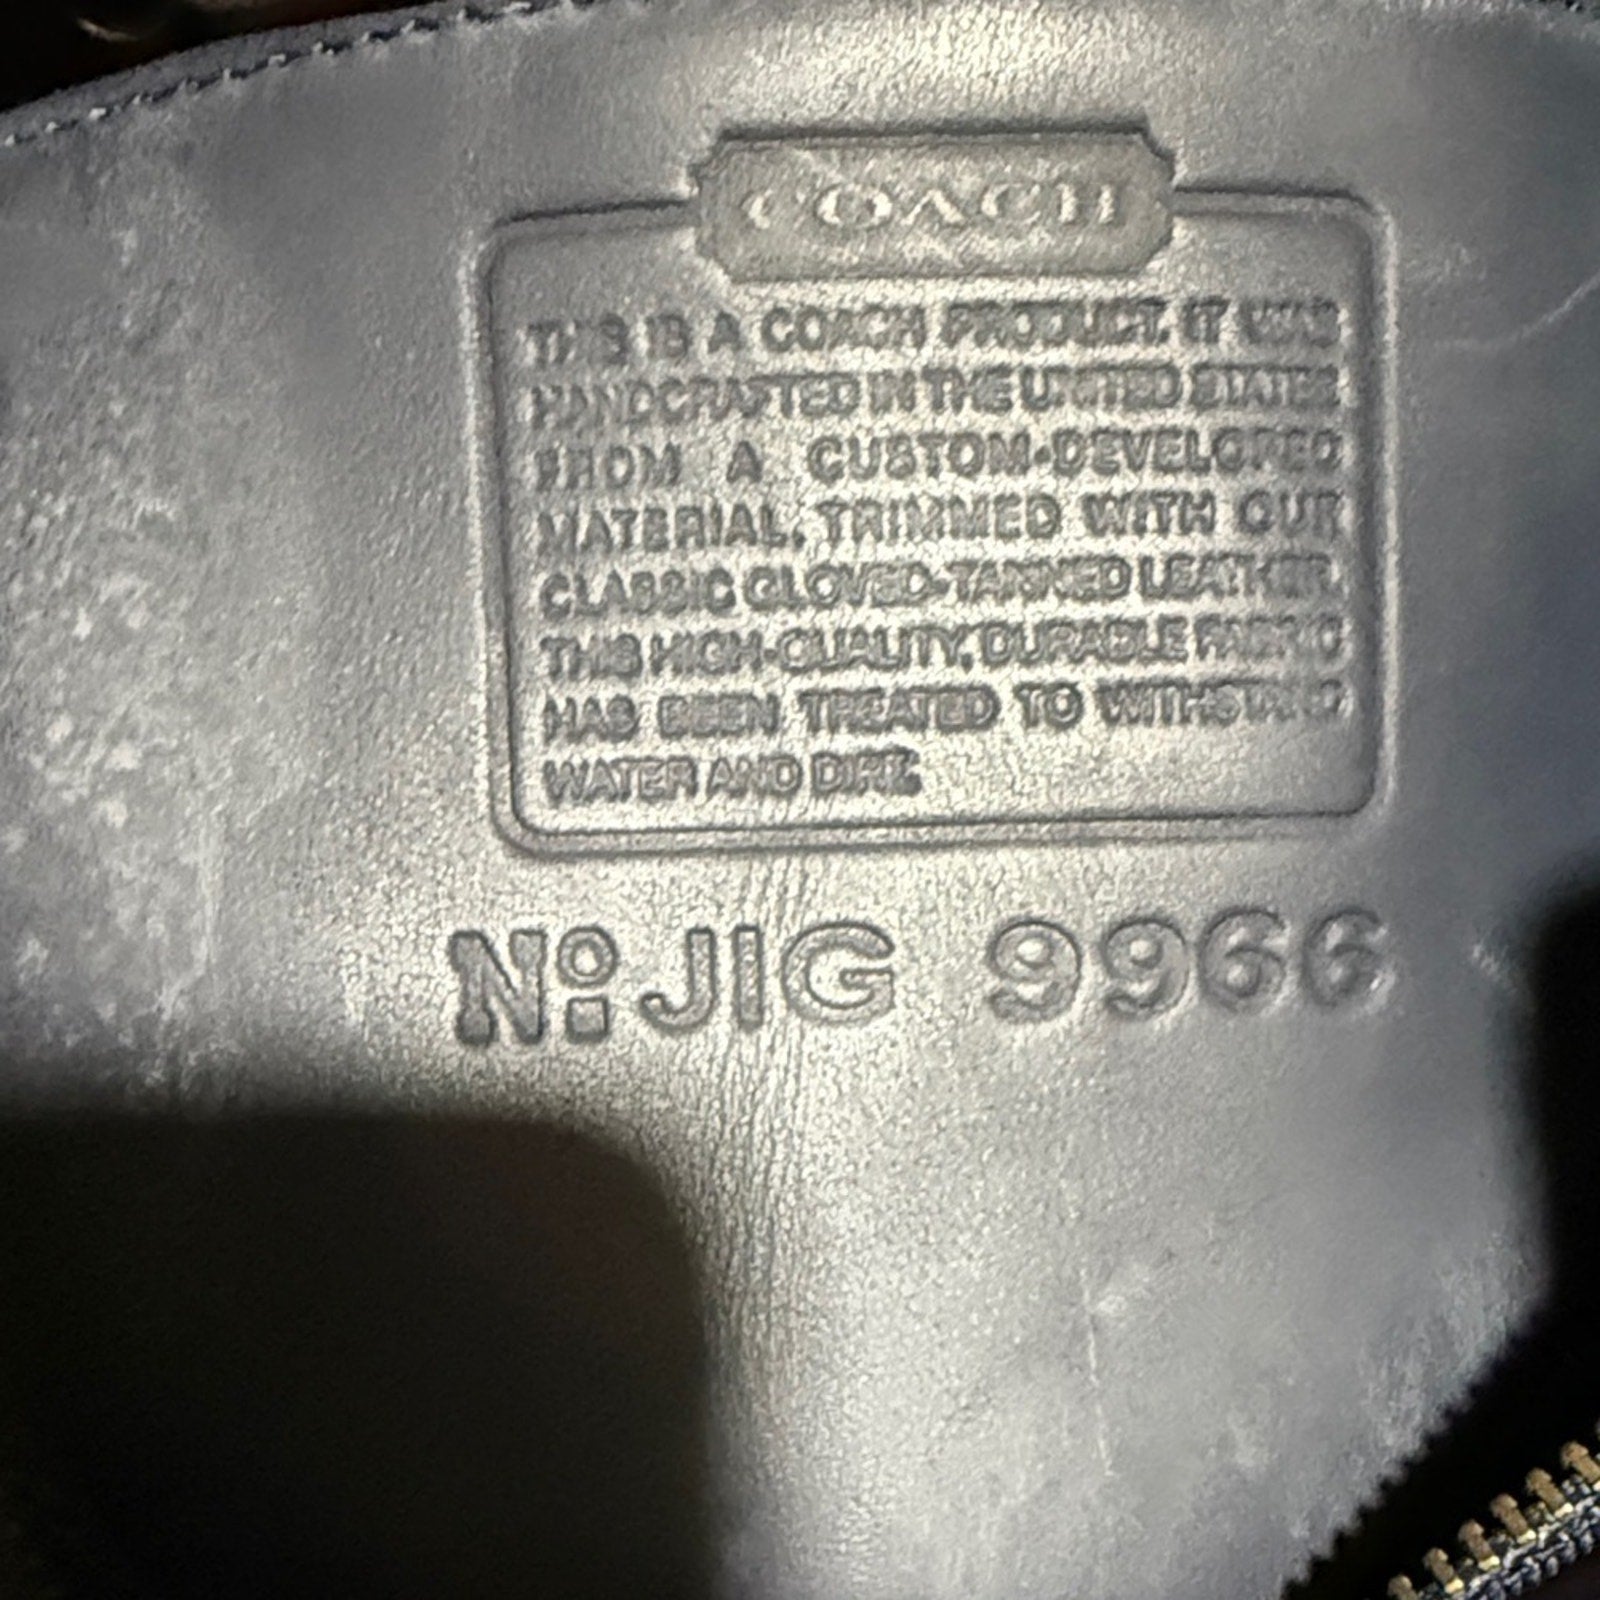 COACH
THIS IS A COACH PRODUCT. IT WAS
HANDCRAFTED IN THE UNITED STATES
FROM A CUSTOM-DEVELOPED
MATERIAL, TRIMMED WITH OUR
CLASSIC GLOVED-TANNED LEATHER.
THIS HIGH-QUALITY, DURABLE FABRIC
HAS BEEN TREATED TO WITHSTAND
WATER AND DIRT.
Nº JIG 9966